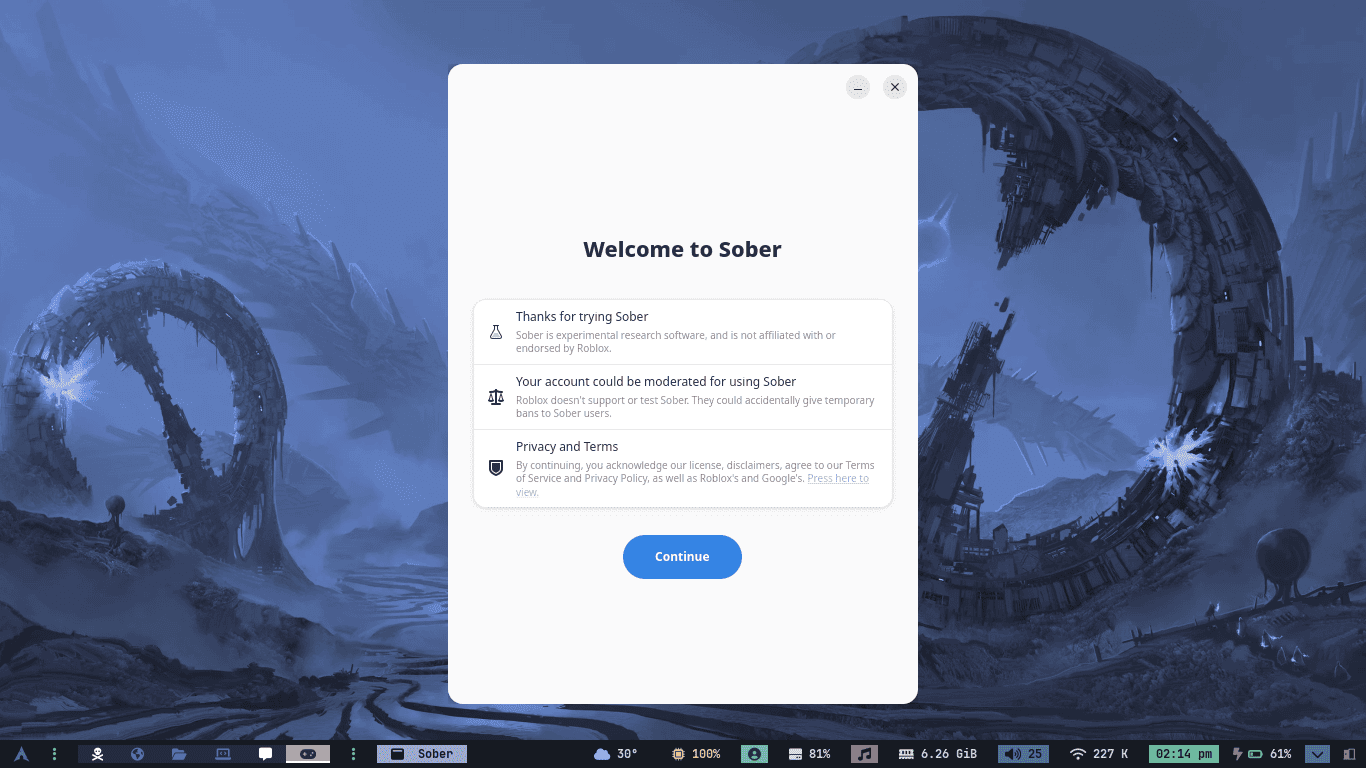 Welcome to Sober
Thanks for trying Sober
Sober is experimental research software, and is not affiliated with or
endorsed by Roblox.
Your account could be moderated for using Sober
Roblox doesn't support or test Sober. They could accidentally give temporary
bans to Sober users.
Privacy and Terms
By continuing, you acknowledge our license, disclaimers, agree to our Terms
of Service and Privacy Policy, as well as Roblox's and Google's. Press here to
view.
Continue
Sober 30° 100% 81% 6.26 GiB 25 227 K 02:14 pm 61%